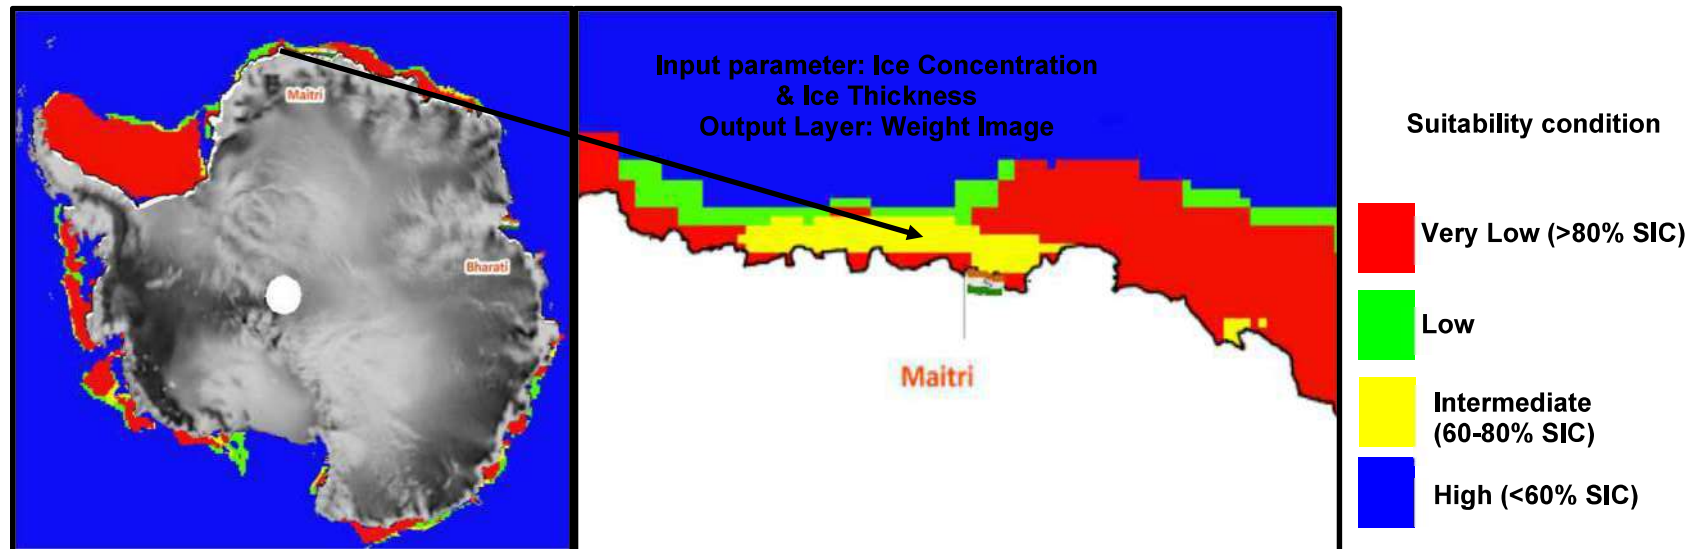 Maitri
Bharati
Input parameter: Ice Concentration
& Ice Thickness
Output Layer: Weight Image
Maitri
Suitability condition
Very Low (>80% SIC)
Low
Intermediate
(60-80% SIC)
High (<60% SIC)